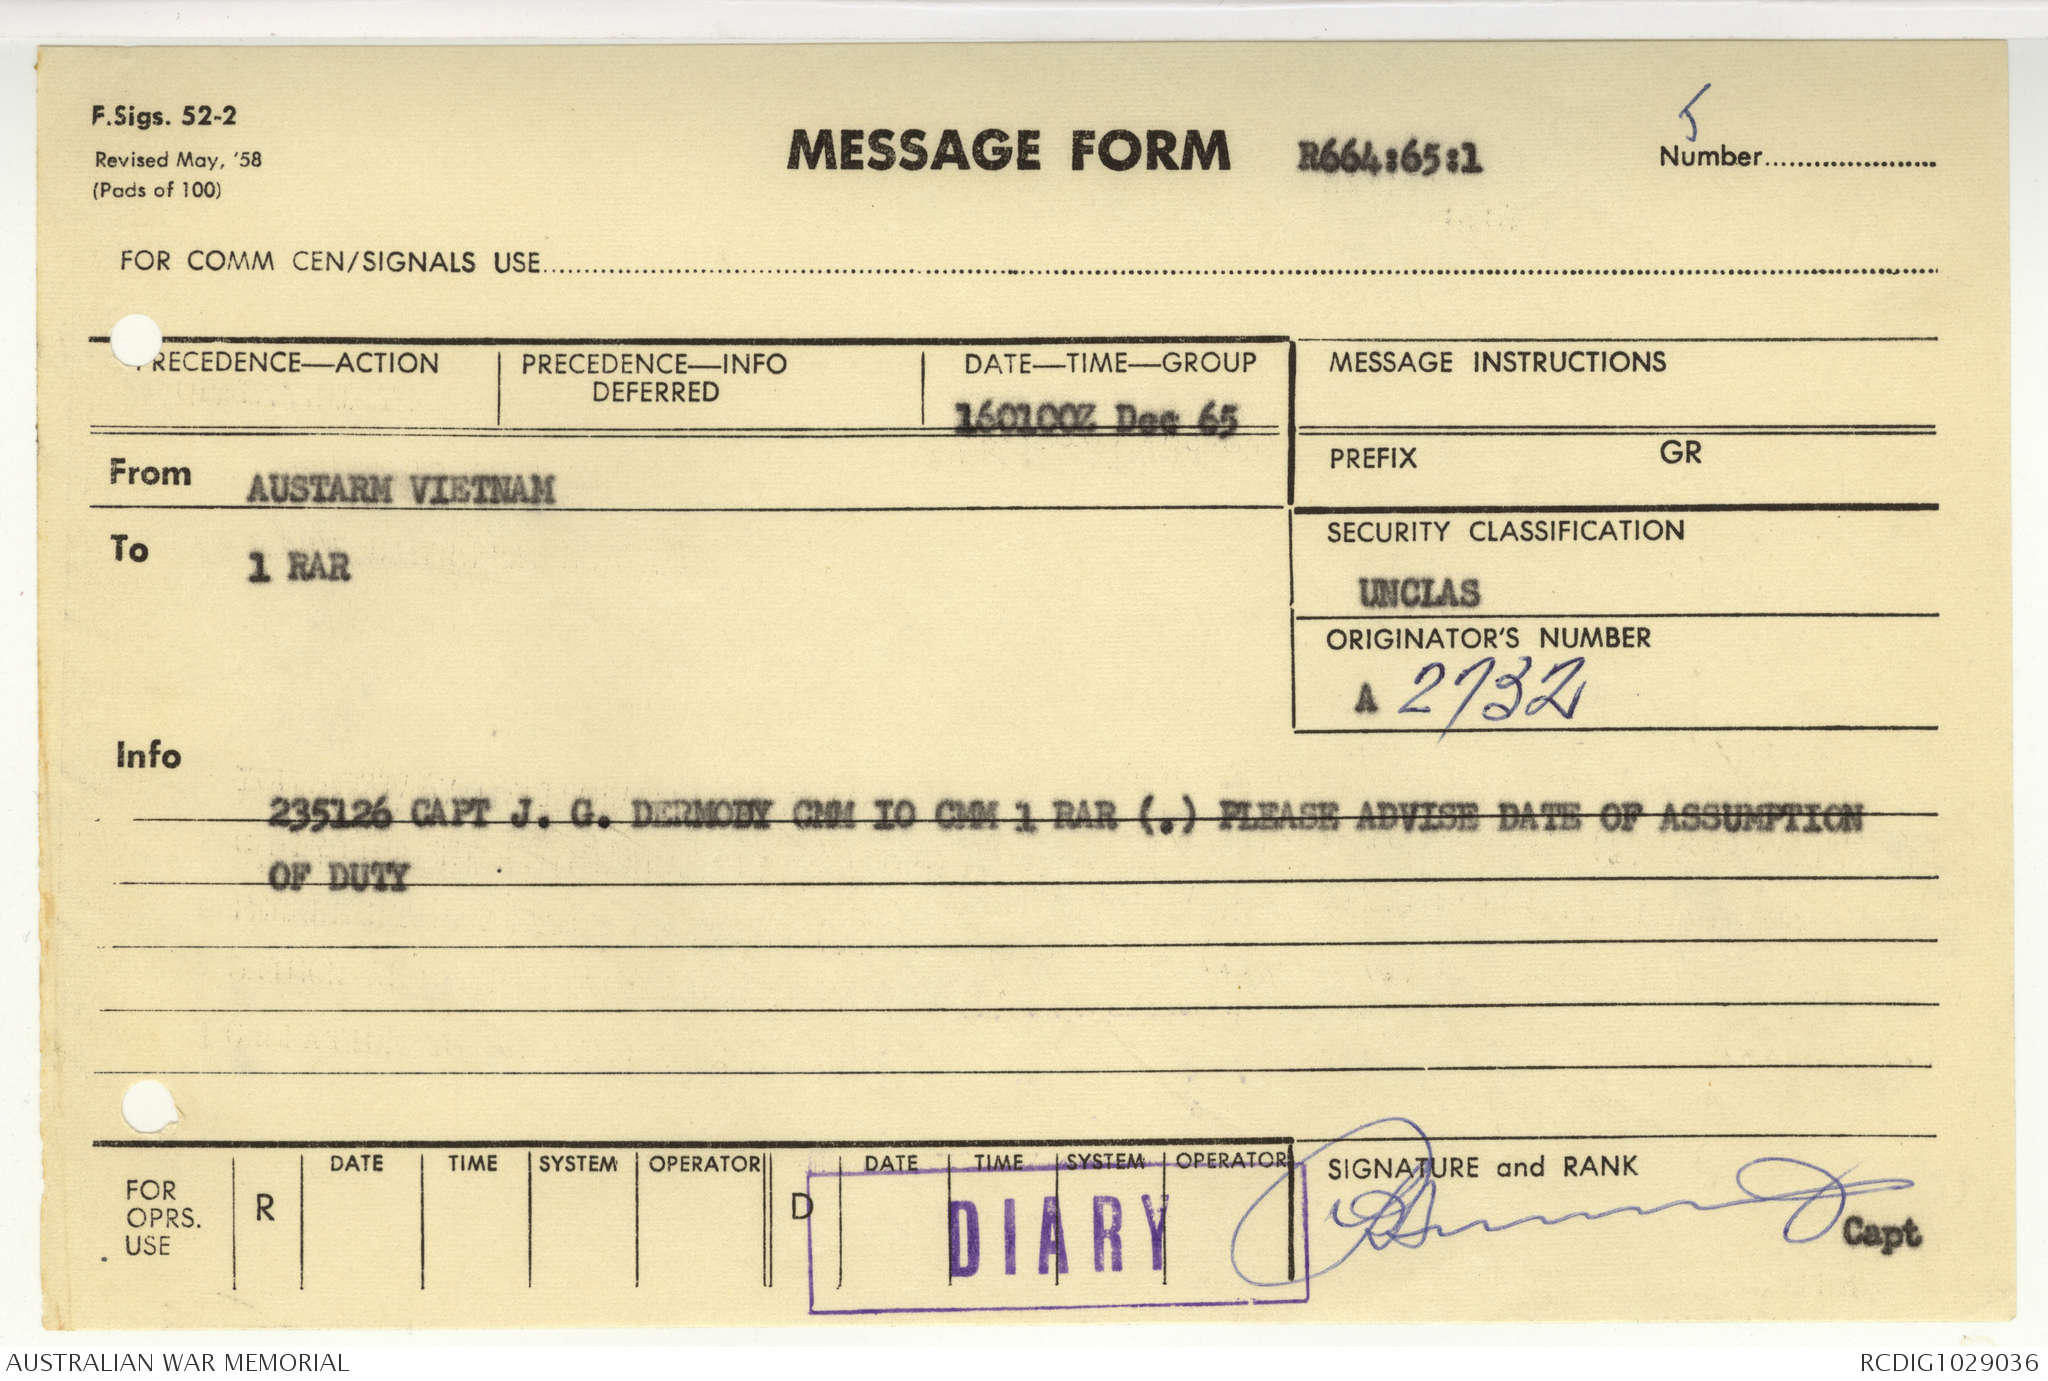 F.Sigs. 52-2
Revised May, '58
(Pads of 100)
MESSAGE FORM R664:65:1
5
Number
FOR COMM CEN/SIGNALS USE
PRECEDENCE—ACTION PRECEDENCE—INFO DATE—TIME—GROUP MESSAGE INSTRUCTIONS
DEFERRED
160100Z Dec 65
From AUSTARM VIETNAM
PREFIX GR
To 1 RAR
SECURITY CLASSIFICATION
UNCLAS
ORIGINATOR'S NUMBER
A 2732
Info
235126 CAPT J. G. DERMODY CMM IO CMM 1 RAR (.) PLEASE ADVISE DATE OF ASSUMPTION
OF DUTY
FOR OPRS. USE R DATE TIME SYSTEM OPERATOR D DATE TIME SYSTEM OPERATOR SIGNATURE and RANK
DIARY
Capt
AUSTRALIAN WAR MEMORIAL RCDIG1029036